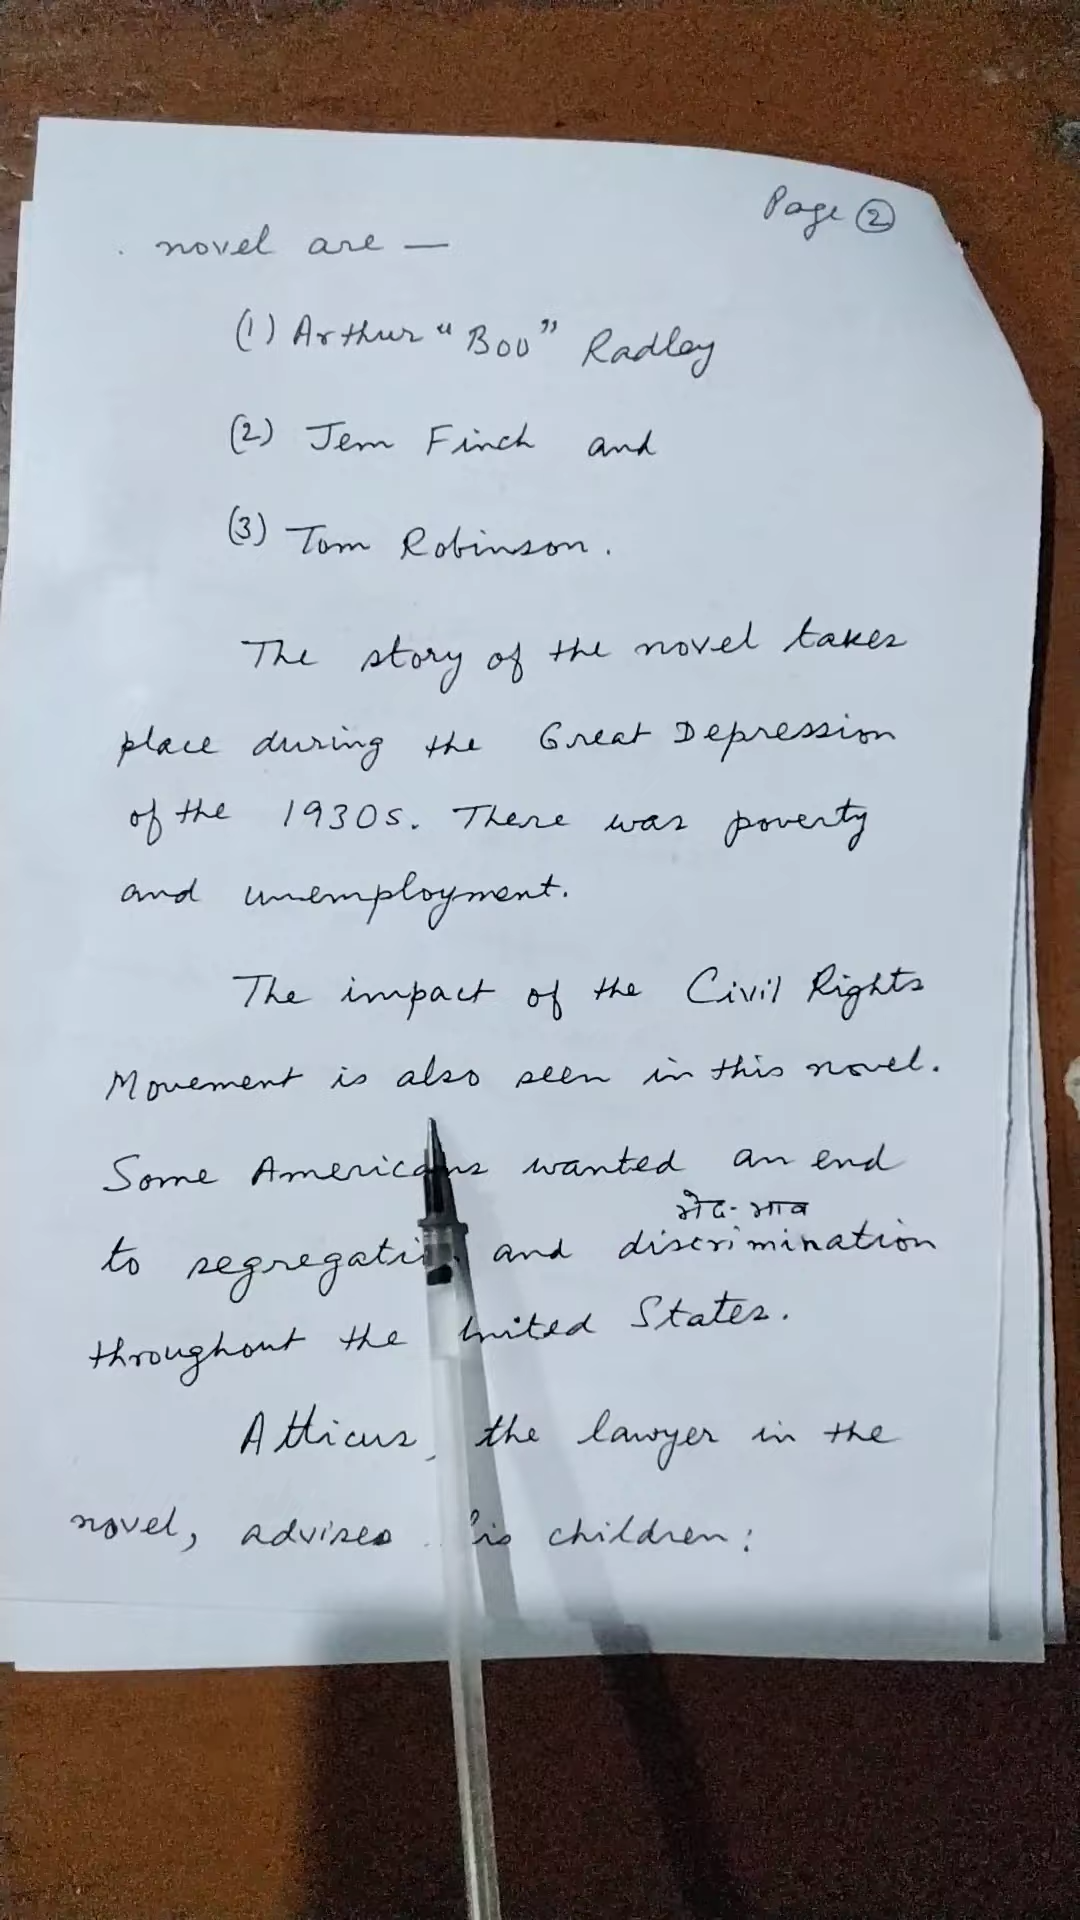 Page 2
novel are —
(1) Arthur "Boo" Radley
(2) Jem Finch and
(3) Tom Robinson.
The story of the novel takes
place during the Great Depression
of the 1930s. There was poverty
and unemployment.
The impact of the Civil Rights
Movement is also seen in this novel.
Some Americans wanted an end
भेद-भाव
to segregation and discrimination
throughout the United States.
Atticus, the lawyer in the
novel, advises his children: